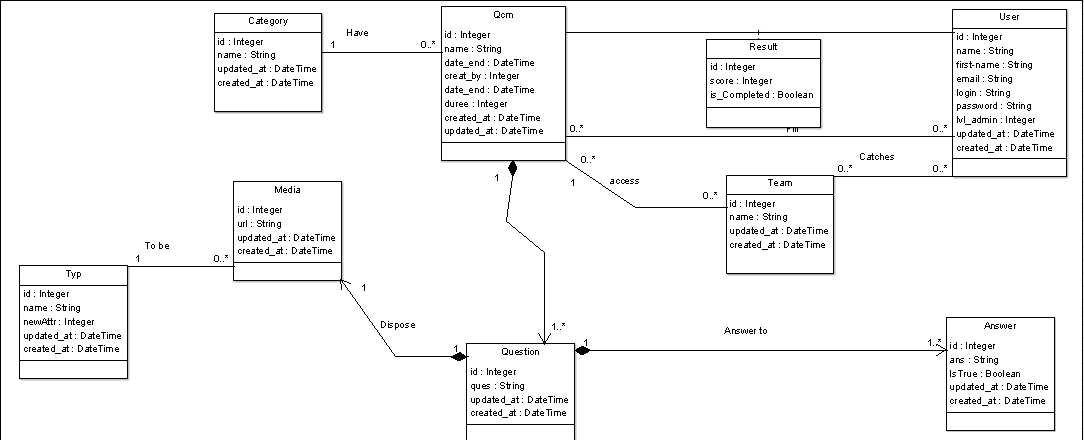 Category
id : Integer
name : String
updated_at : DateTime
created_at : DateTime
Have
1
0..*
Qcm
id : Integer
name : String
date_end : DateTime
creat_by : Integer
date_end : DateTime
duree : Integer
created_at : DateTime
updated_at : DateTime
Result
id : Integer
score : Integer
is_Completed : Boolean
User
id : Integer
name : String
first-name : String
email : String
login : String
password : String
lvl_admin : Integer
updated_at : DateTime
created_at : DateTime
0..*
0..*
0..*
1
access
0..*
Catches
0..*
0..*
Team
id : Integer
name : String
updated_at : DateTime
created_at : DateTime
1
Media
id : Integer
url : String
updated_at : DateTime
created_at : DateTime
To be
1
0..*
Typ
id : Integer
name : String
newAttr : Integer
updated_at : DateTime
created_at : DateTime
1
Dispose
1
1..*
Question
id : Integer
ques : String
updated_at : DateTime
created_at : DateTime
1
Answer to
1..*
Answer
id : Integer
ans : String
IsTrue : Boolean
updated_at : DateTime
created_at : DateTime